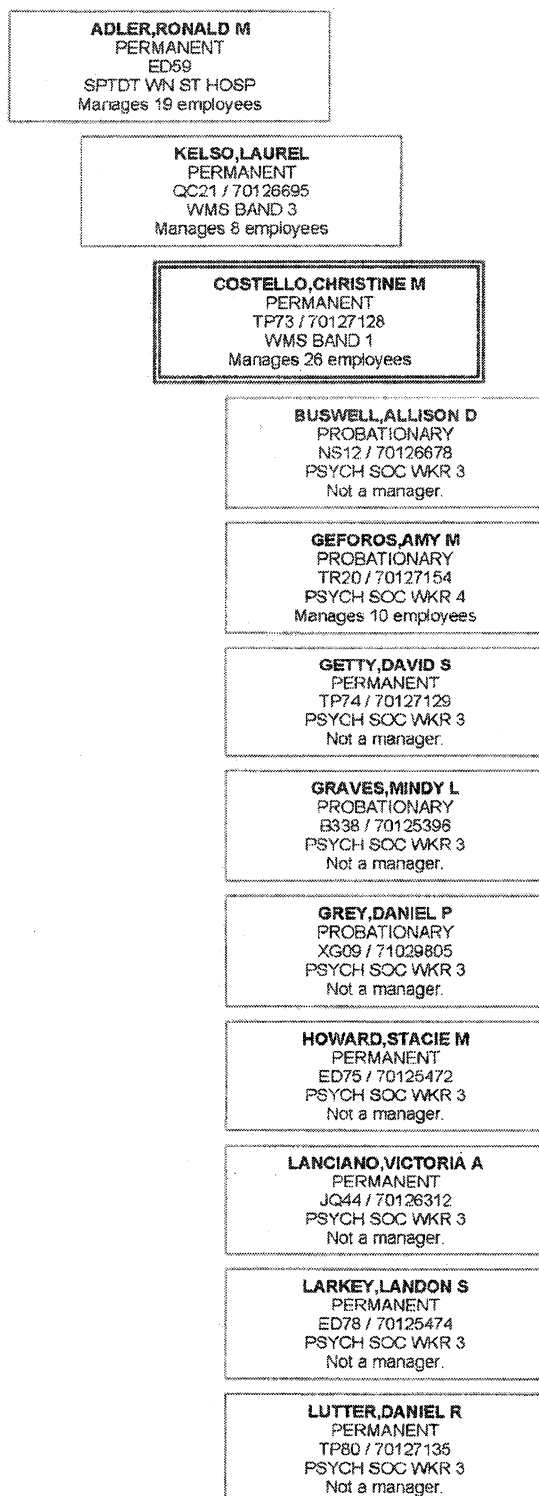 ADLER,RONALD M
PERMANENT
ED59
SPTDT WN ST HOSP
Manages 19 employees
KELSO,LAUREL
PERMANENT
QC21 / 70126695
WMS BAND 3
Manages 8 employees
COSTELLO,CHRISTINE M
PERMANENT
TP73 / 70127128
WMS BAND 1
Manages 26 employees
BUSWELL,ALLISON D
PROBATIONARY
NS12 / 70126678
PSYCH SOC WKR 3
Not a manager.
GEFOROS,AMY M
PROBATIONARY
TR20 / 70127154
PSYCH SOC WKR 4
Manages 10 employees
GETTY,DAVID S
PERMANENT
TP74 / 70127129
PSYCH SOC WKR 3
Not a manager.
GRAVES,MINDY L
PROBATIONARY
B338 / 70125396
PSYCH SOC WKR 3
Not a manager.
GREY,DANIEL P
PROBATIONARY
XG09 / 71029805
PSYCH SOC WKR 3
Not a manager.
HOWARD,STACIE M
PERMANENT
ED75 / 70125472
PSYCH SOC WKR 3
Not a manager.
LANCIANO,VICTORIA A
PERMANENT
JQ44 / 70126312
PSYCH SOC WKR 3
Not a manager.
LARKEY,LANDON S
PERMANENT
ED78 / 70125474
PSYCH SOC WKR 3
Not a manager.
LUTTER,DANIEL R
PERMANENT
TP80 / 70127135
PSYCH SOC WKR 3
Not a manager.